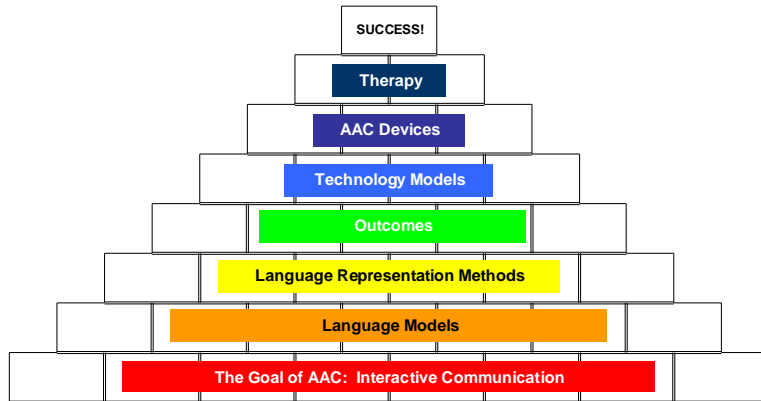 SUCCESS!
Therapy
AAC Devices
Technology Models
Outcomes
Language Representation Methods
Language Models
The Goal of AAC: Interactive Communication